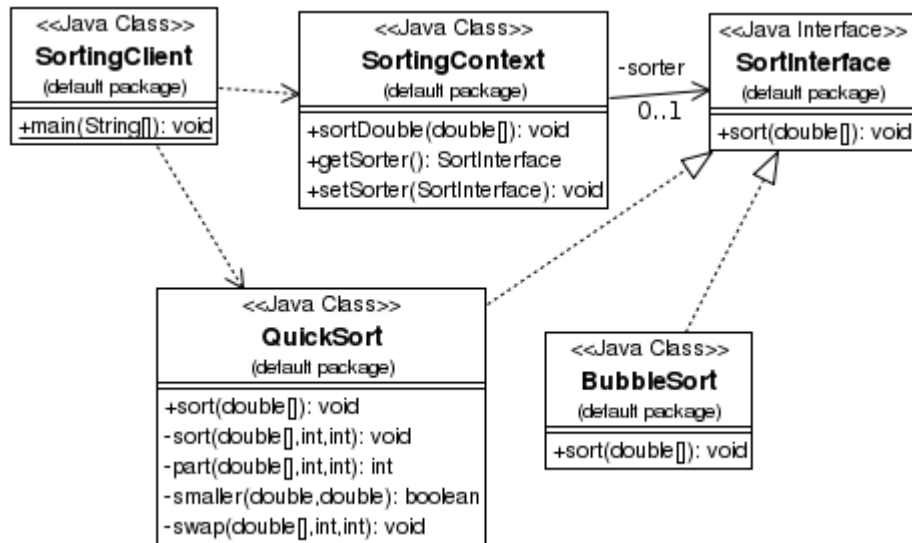 <<Java Class>>
SortingClient
(default package)
+main(String[]): void
<<Java Class>>
SortingContext
(default package)
+sortDouble(double[]): void
+getSorter(): SortInterface
+setSorter(SortInterface): void
-sorter
0..1
<<Java Interface>>
SortInterface
(default package)
+sort(double[]): void
<<Java Class>>
QuickSort
(default package)
+sort(double[]): void
-sort(double[],int,int): void
-part(double[],int,int): int
-smaller(double,double): boolean
-swap(double[],int,int): void
<<Java Class>>
BubbleSort
(default package)
+sort(double[]): void